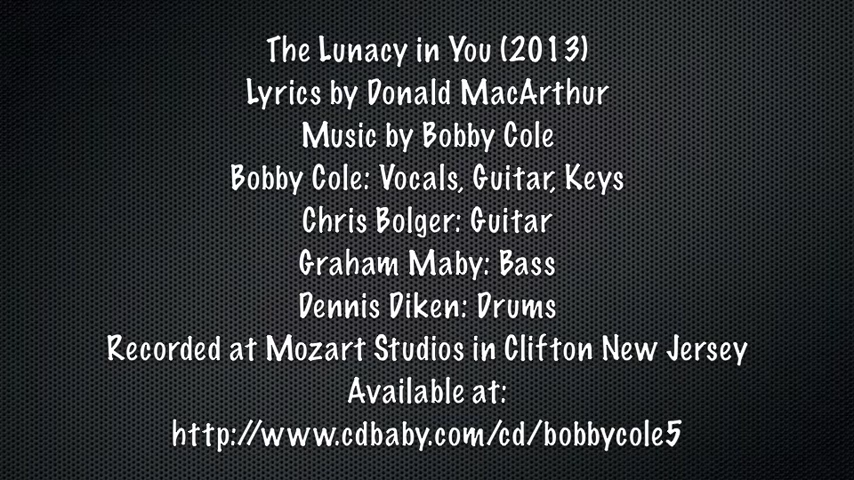 The Lunacy in You (2013)
Lyrics by Donald MacArthur
Music by Bobby Cole
Bobby Cole: Vocals, Guitar, Keys
Chris Bolger: Guitar
Graham Maby: Bass
Dennis Diken: Drums
Recorded at Mozart Studios in Clifton New Jersey
Available at:
http://www.cdbaby.com/cd/bobbycole5